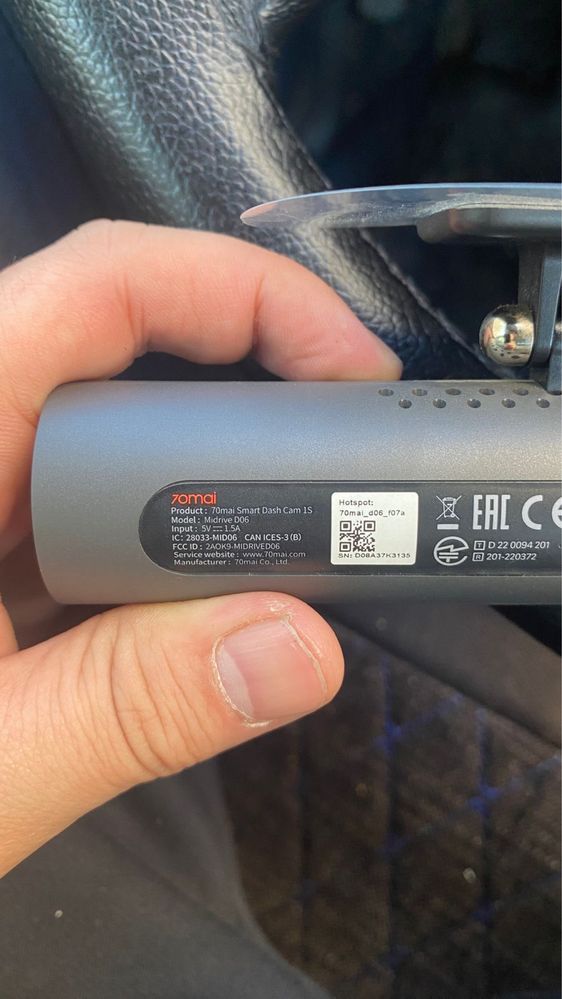 70mai
Product : 70mai Smart Dash Cam 1S
Model : Midrive D06
Input : 5V⎓1.5A
IC: 28033-MID06 CAN ICES-3 (B)
FCC ID : 2AOK9-MIDRIVED06
Service website : www.70mai.com
Manufacturer : 70mai Co., Ltd.
Hotspot:
70mai_d06_f07a
SN: D08A37K3135
EAC CE
T D 22 0094 201
R 201-220372